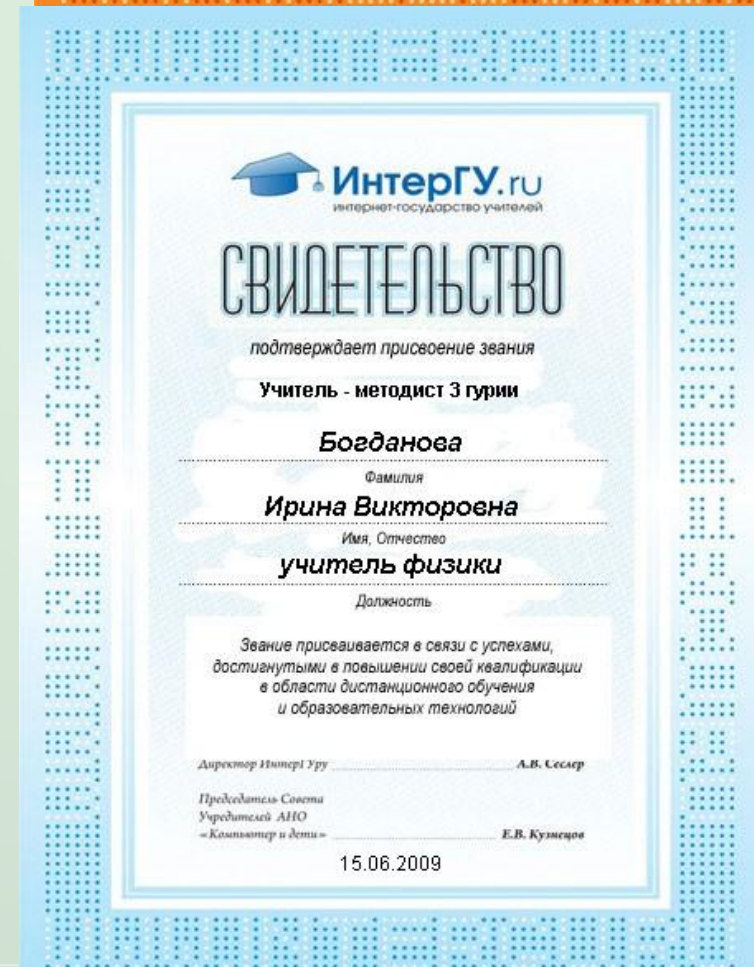 ИнтерГУ.ru
интернет-государство учителей
СВИДЕТЕЛЬСТВО
подтверждает присвоение звания
Учитель - методист 3 гурии
Богданова
Фамилия
Ирина Викторовна
Имя, Отчество
учитель физики
Должность
Звание присваивается в связи с успехами,
достигнутыми в повышении своей квалификации
в области дистанционного обучения
и образовательных технологий
Директор ИнтерГУру А.В. Сеслер
Председатель Совета
Учредителей АНО
«Компьютер и дети» Е.В. Кузнецов
15.06.2009